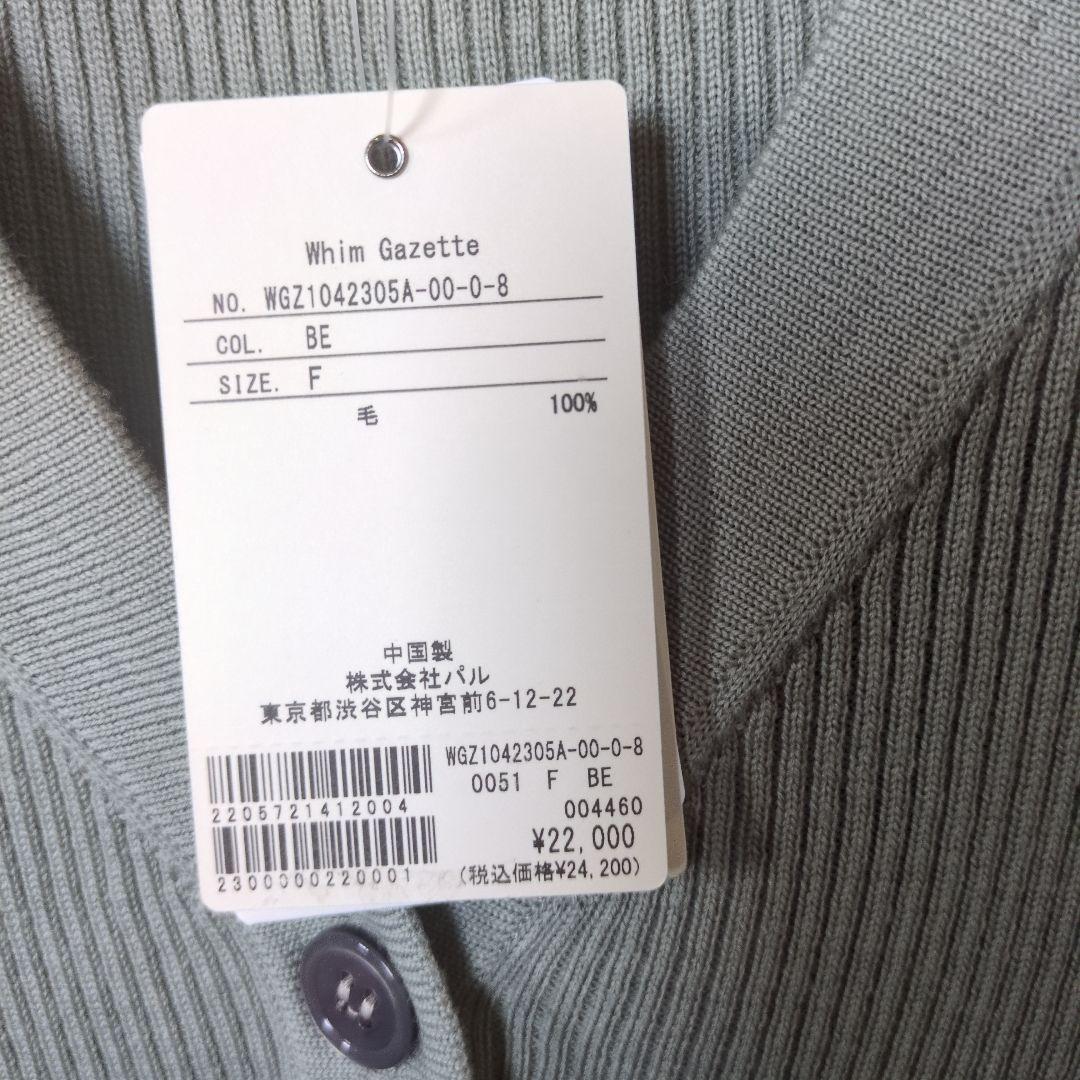 Whim Gazette
NO. WGZ1042305A-00-0-8
COL. BE
SIZE. F
毛 100%
中国製
株式会社パル
東京都渋谷区神宮前6-12-22
WGZ1042305A-00-0-8
0051 F BE
2205721412004
004460
¥22,000
2300000220001
(税込価格¥24,200)